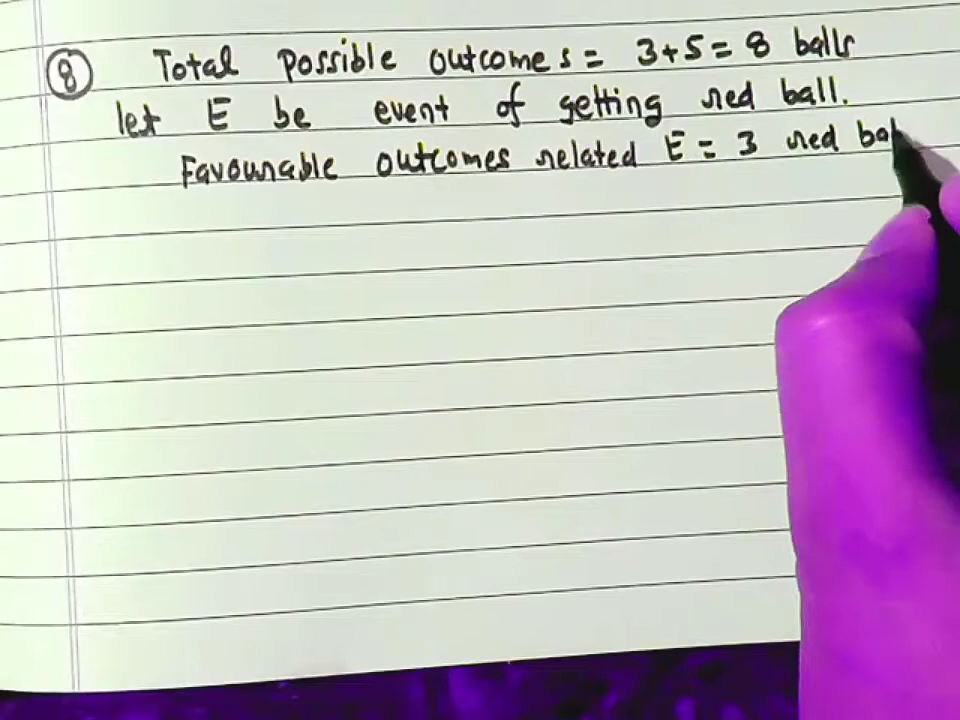 8 Total possible outcomes = 3+5 = 8 balls
let E be event of getting red ball.
Favourable outcomes related E = 3 red bal